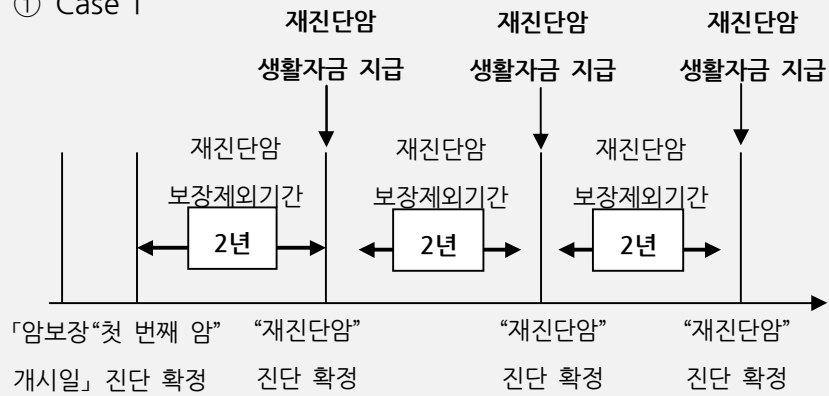 ① Case 1
재진단암 재진단암 재진단암
생활자금 지급 생활자금 지급 생활자금 지급
재진단암 재진단암 재진단암
보장제외기간 보장제외기간 보장제외기간
2년 2년 2년
「암보장 “첫 번째 암” “재진단암” “재진단암” “재진단암”
개시일」 진단 확정 진단 확정 진단 확정 진단 확정